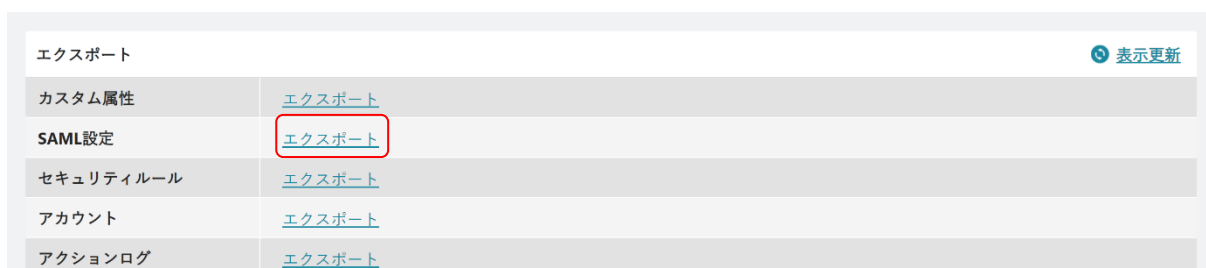 エクスポート 表示更新
カスタム属性 エクスポート
SAML設定 エクスポート
セキュリティルール エクスポート
アカウント エクスポート
アクションログ エクスポート